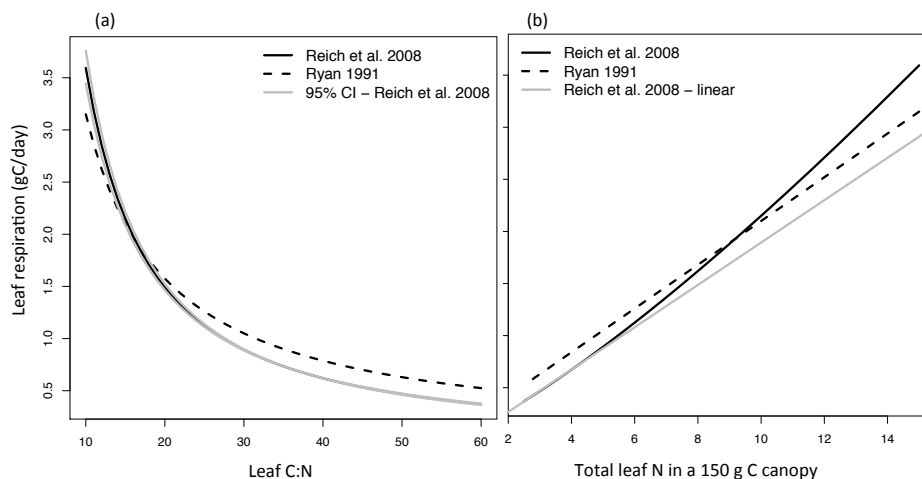 (a)
Reich et al. 2008
Ryan 1991
95% CI – Reich et al. 2008
Leaf respiration (gC/day)
3.5
3.0
2.5
2.0
1.5
1.0
0.5
10 20 30 40 50 60
Leaf C:N
(b)
Reich et al. 2008
Ryan 1991
Reich et al. 2008 – linear
2 4 6 8 10 12 14
Total leaf N in a 150 g C canopy